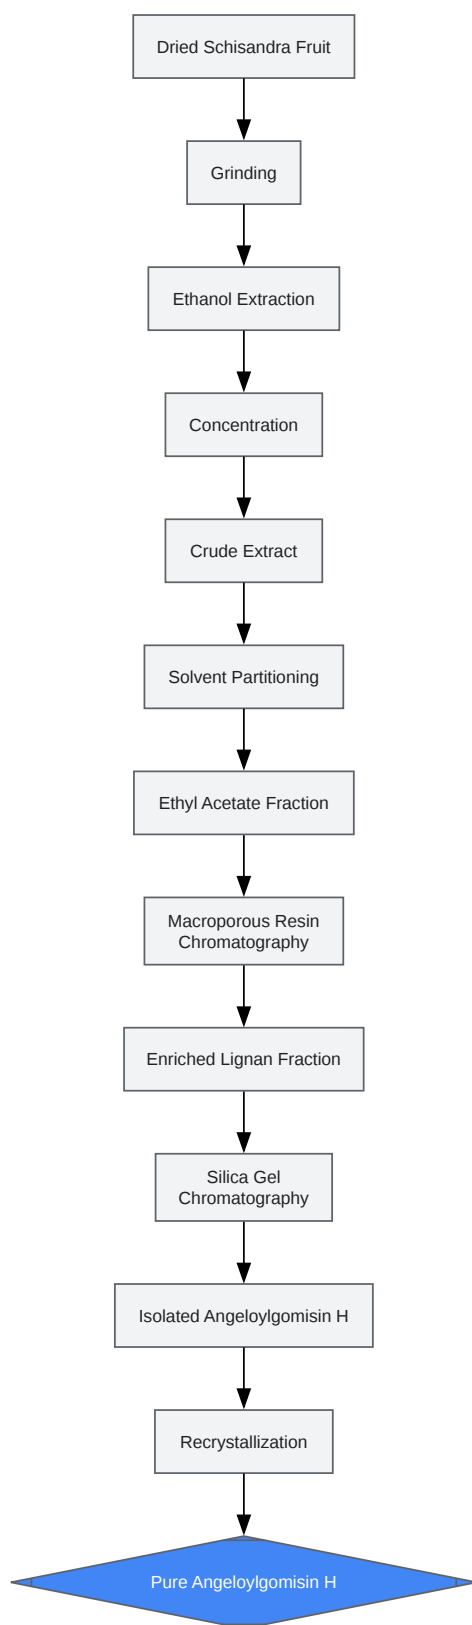 Dried Schisandra Fruit
Grinding
Ethanol Extraction
Concentration
Crude Extract
Solvent Partitioning
Ethyl Acetate Fraction
Macroporous Resin
Chromatography
Enriched Lignan Fraction
Silica Gel
Chromatography
Isolated Angeloylgomisin H
Recrystallization
Pure Angeloylgomisin H